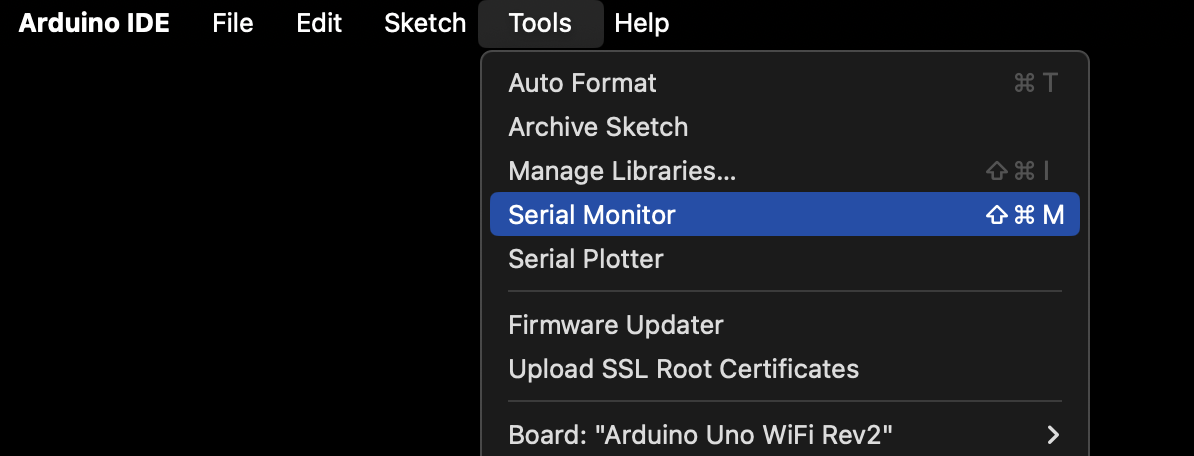 Arduino IDE File Edit Sketch Tools Help
Auto Format ⌘ T
Archive Sketch
Manage Libraries... ⇧ ⌘ I
Serial Monitor ⇧ ⌘ M
Serial Plotter
Firmware Updater
Upload SSL Root Certificates
Board: "Arduino Uno WiFi Rev2"